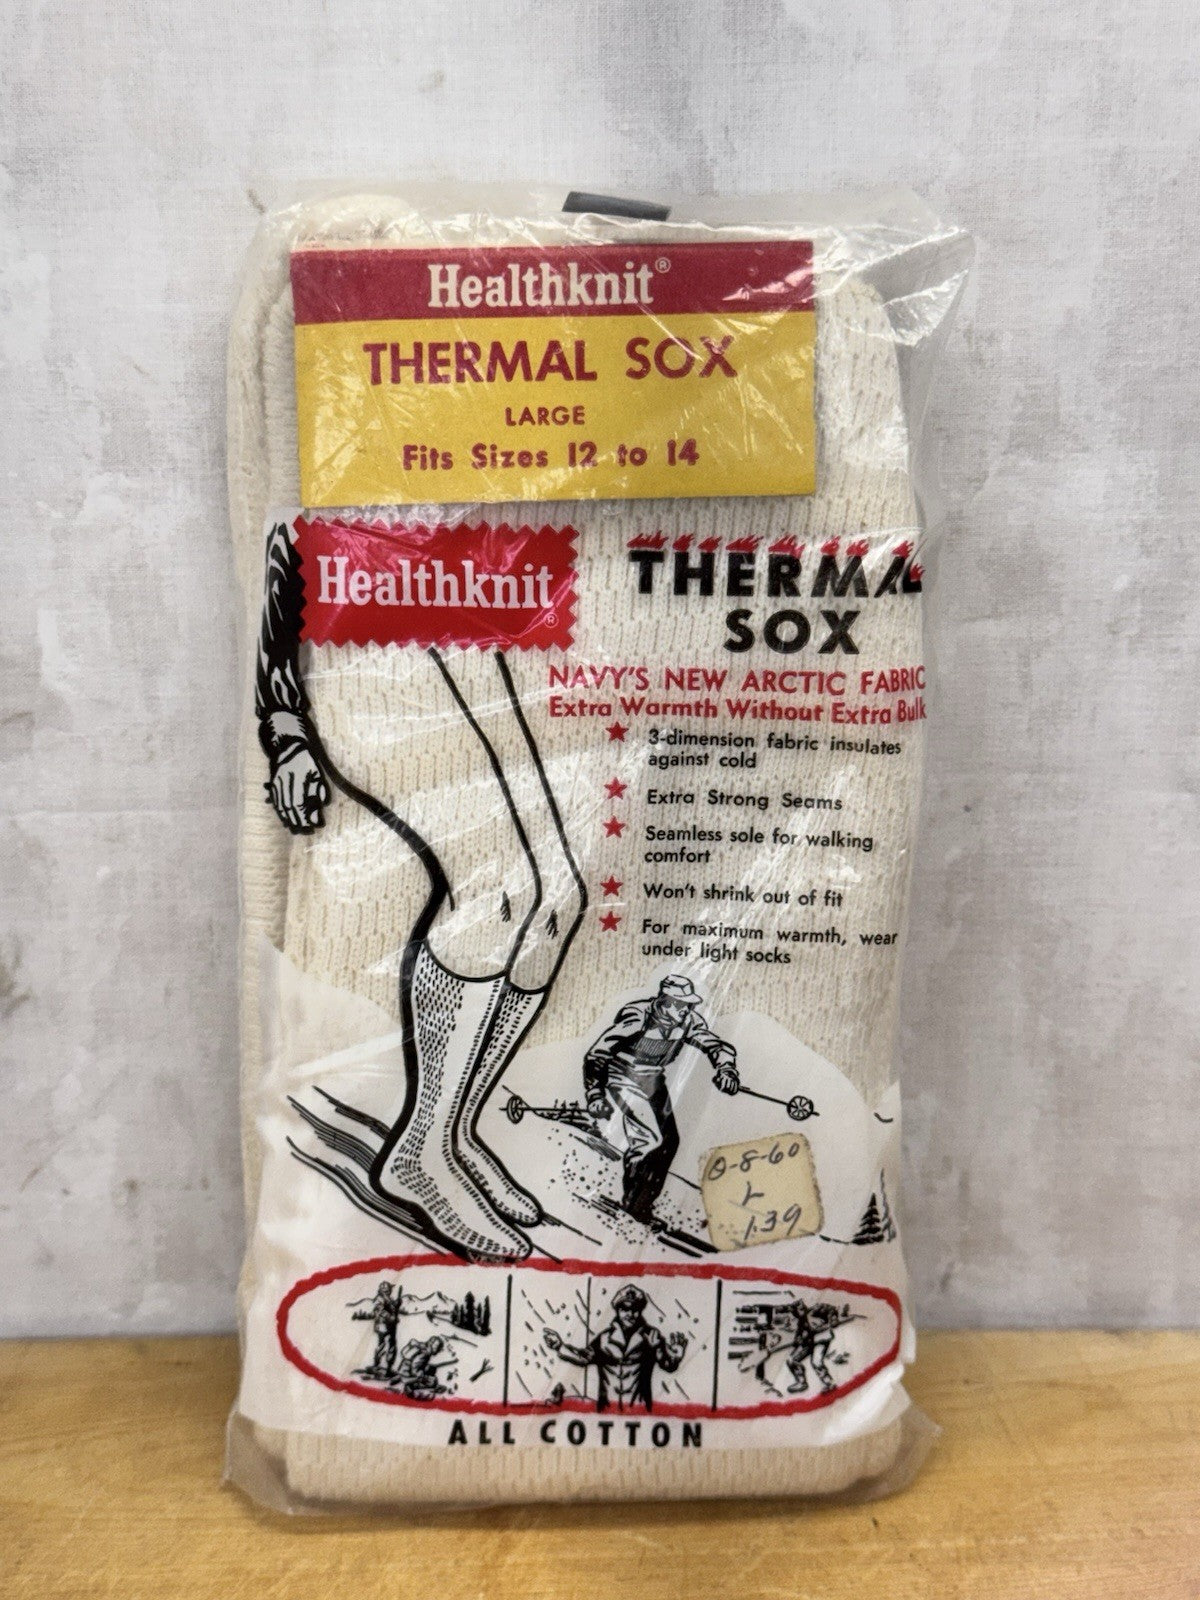 Healthknit®
THERMAL SOX
LARGE
Fits Sizes 12 to 14
Healthknit®
THERMAL
SOX
NAVY'S NEW ARCTIC FABRIC
Extra Warmth Without Extra Bulk
3-dimension fabric insulates
against cold
Extra Strong Seams
Seamless sole for walking
comfort
Won't shrink out of fit
For maximum warmth, wear
under light socks
-8-60
L
1.39
ALL COTTON